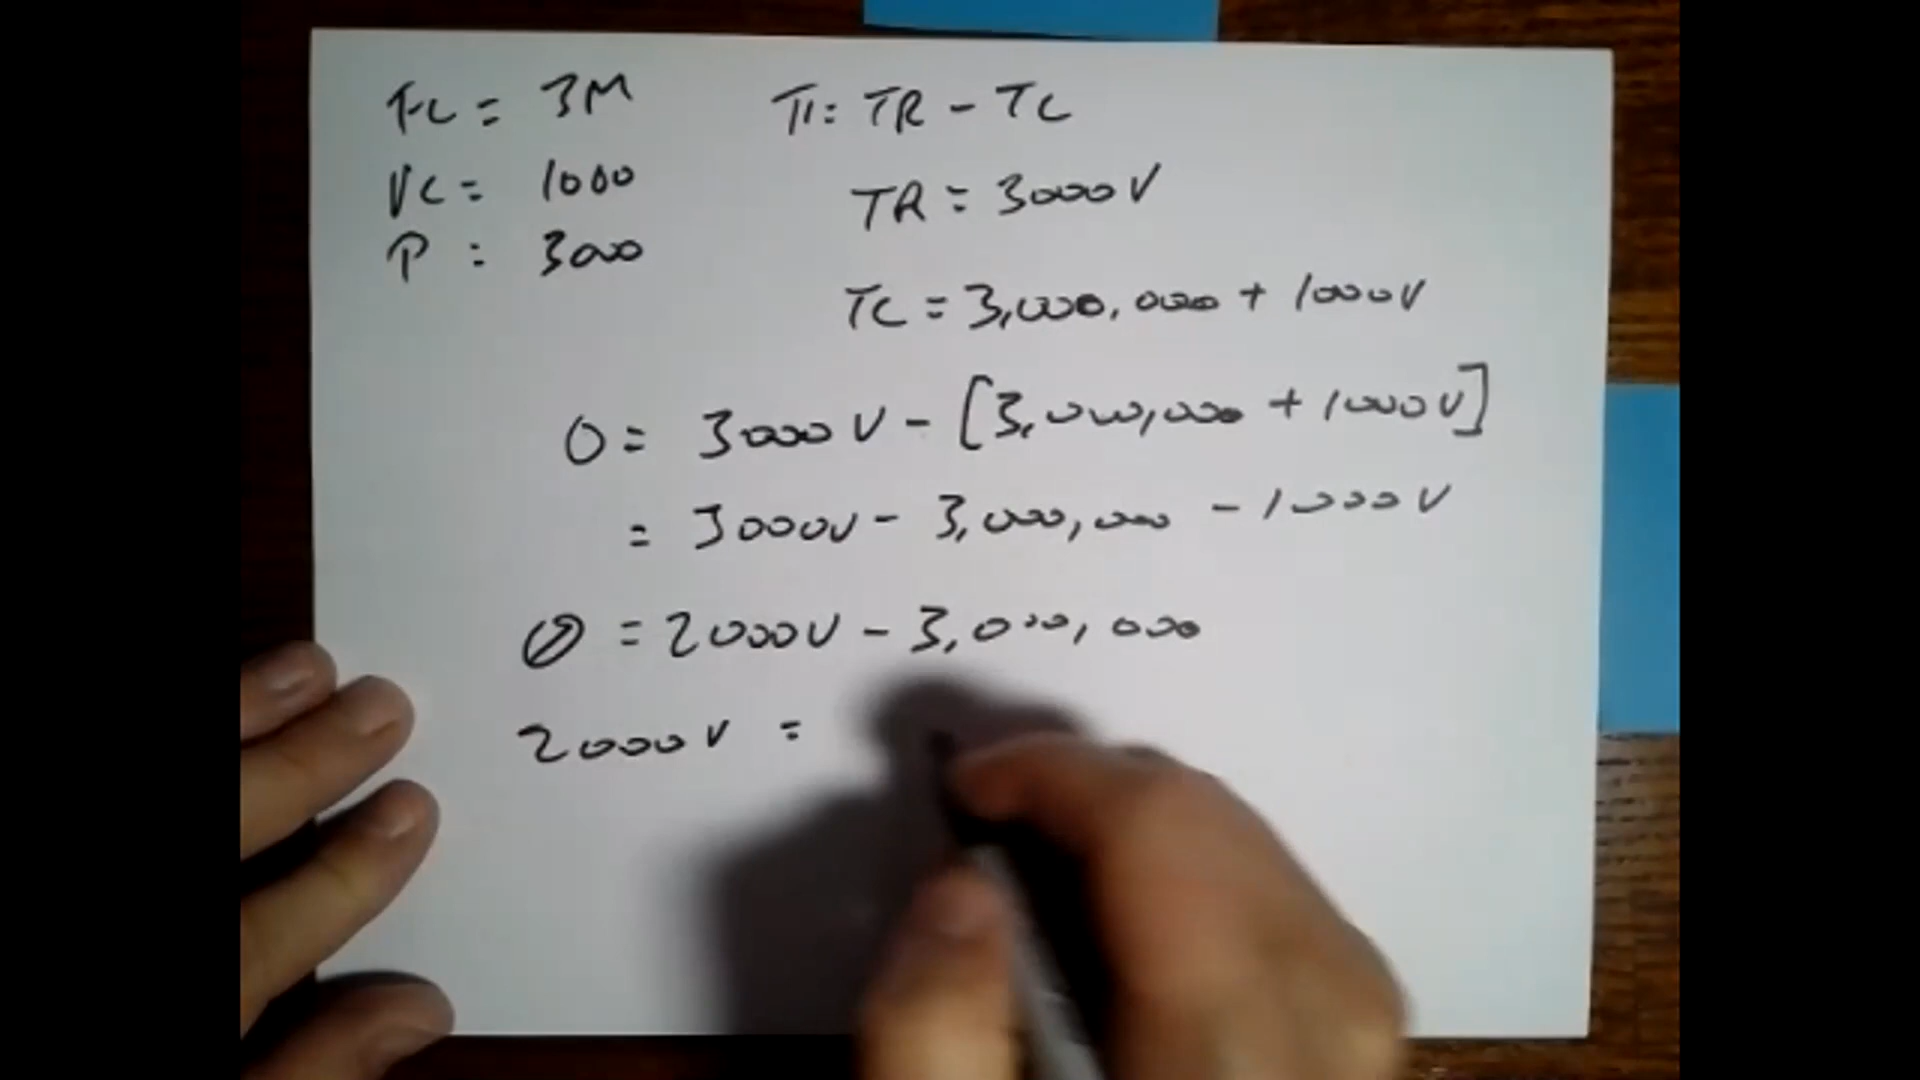 FC = 3M
VC = 1000
P = 3000
π = TR - TC
TR = 3000V
TC = 3,000,000 + 1000V
0 = 3000V - [3,000,000 + 1000V]
= 3000V - 3,000,000 - 1000V
0 = 2000V - 3,000,000
2000V =